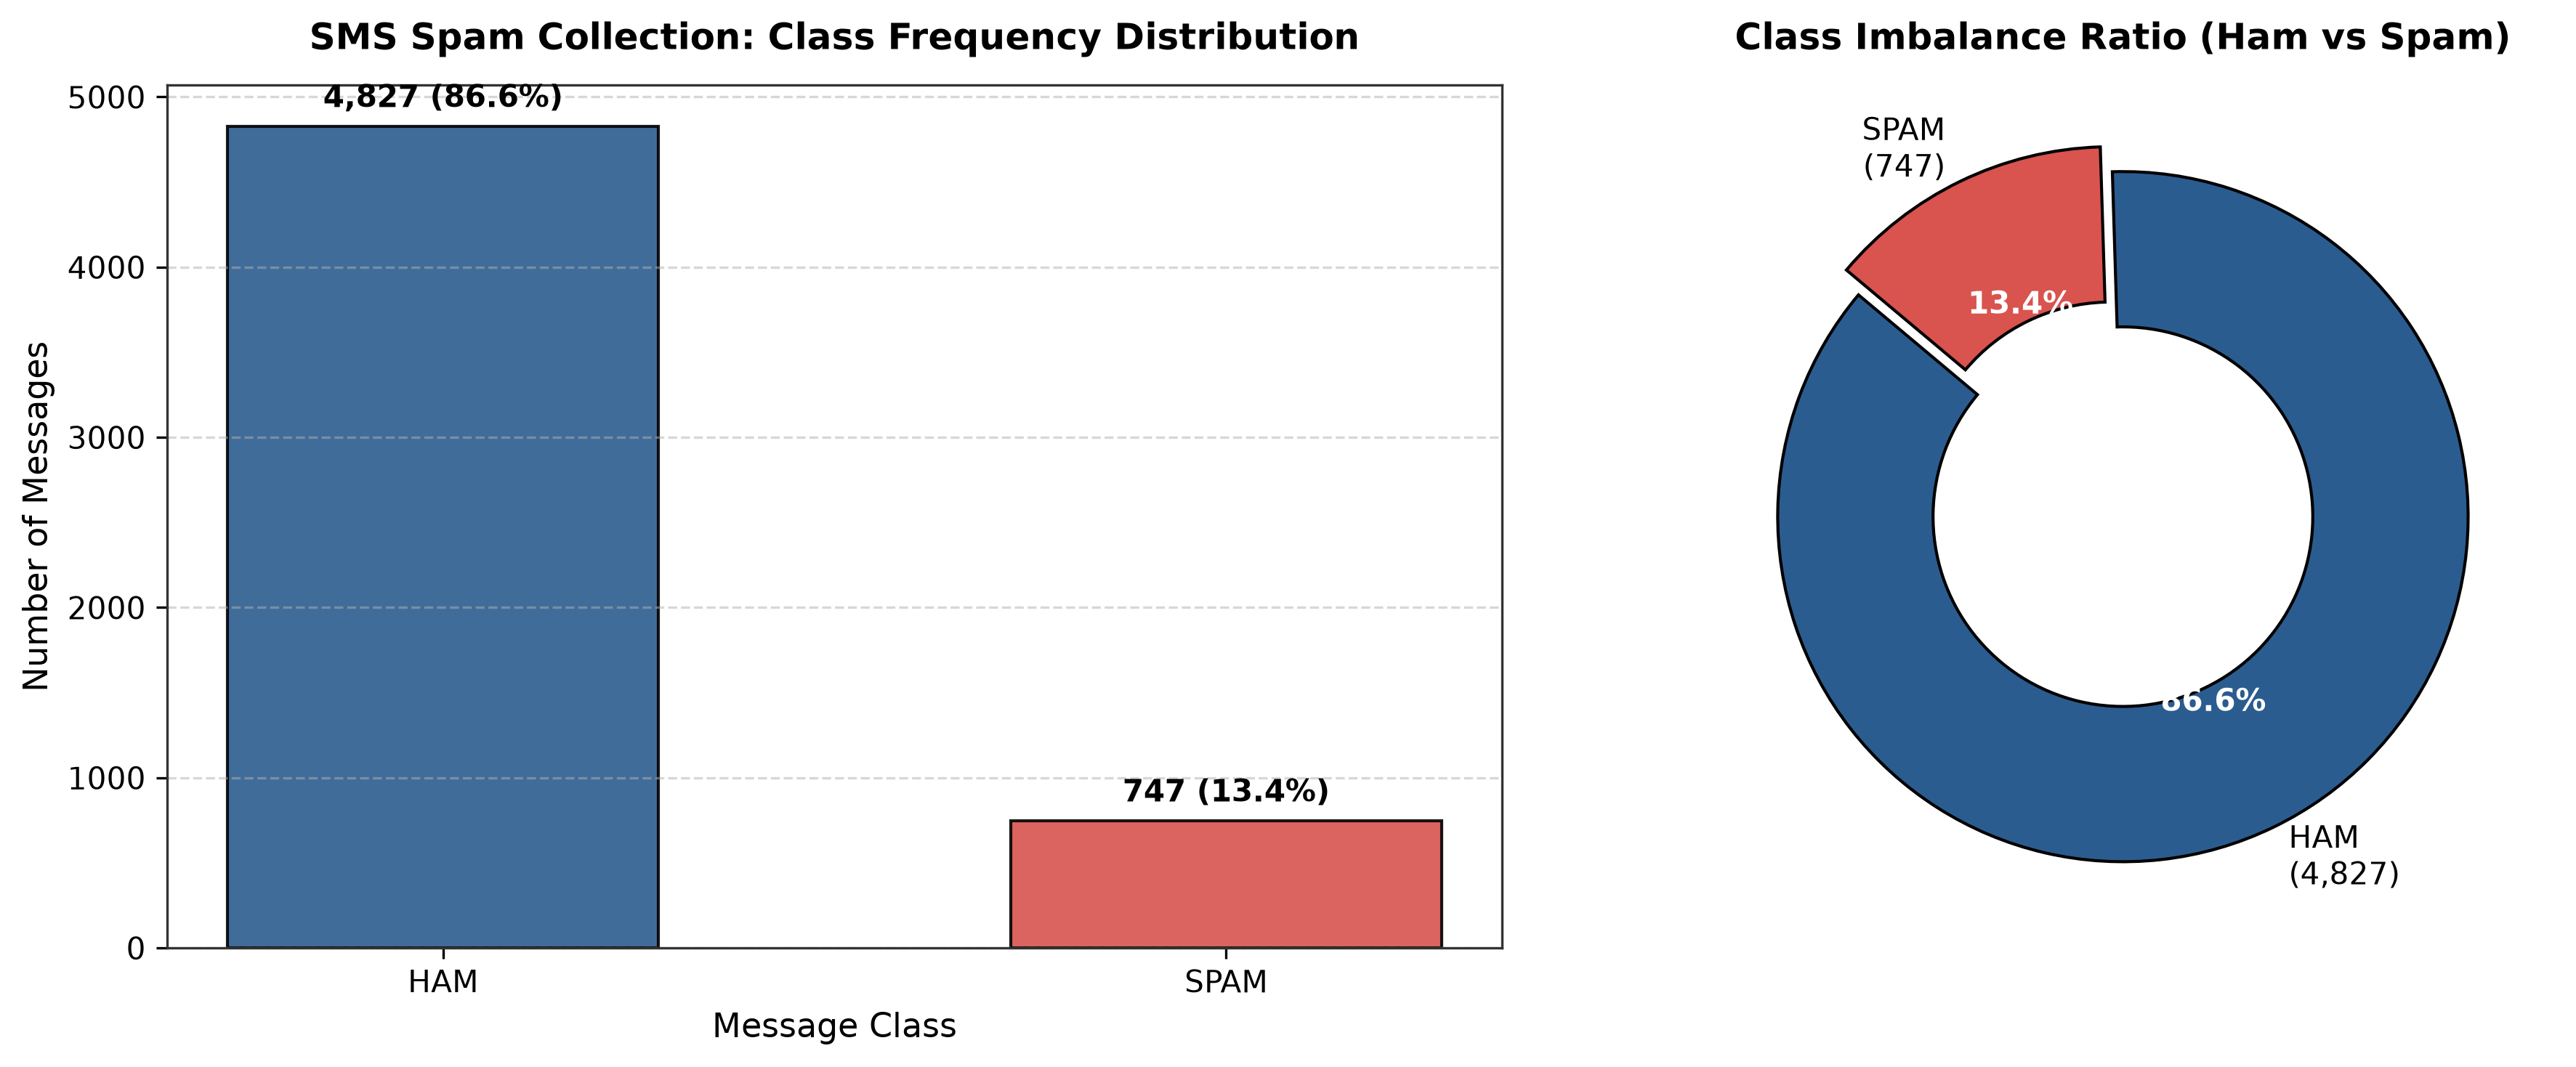 SMS Spam Collection: Class Frequency Distribution
5000
4000
3000
2000
1000
0
Number of Messages
4,827 (86.6%)
747 (13.4%)
HAM
SPAM
Message Class
Class Imbalance Ratio (Ham vs Spam)
SPAM
(747)
13.4%
86.6%
HAM
(4,827)